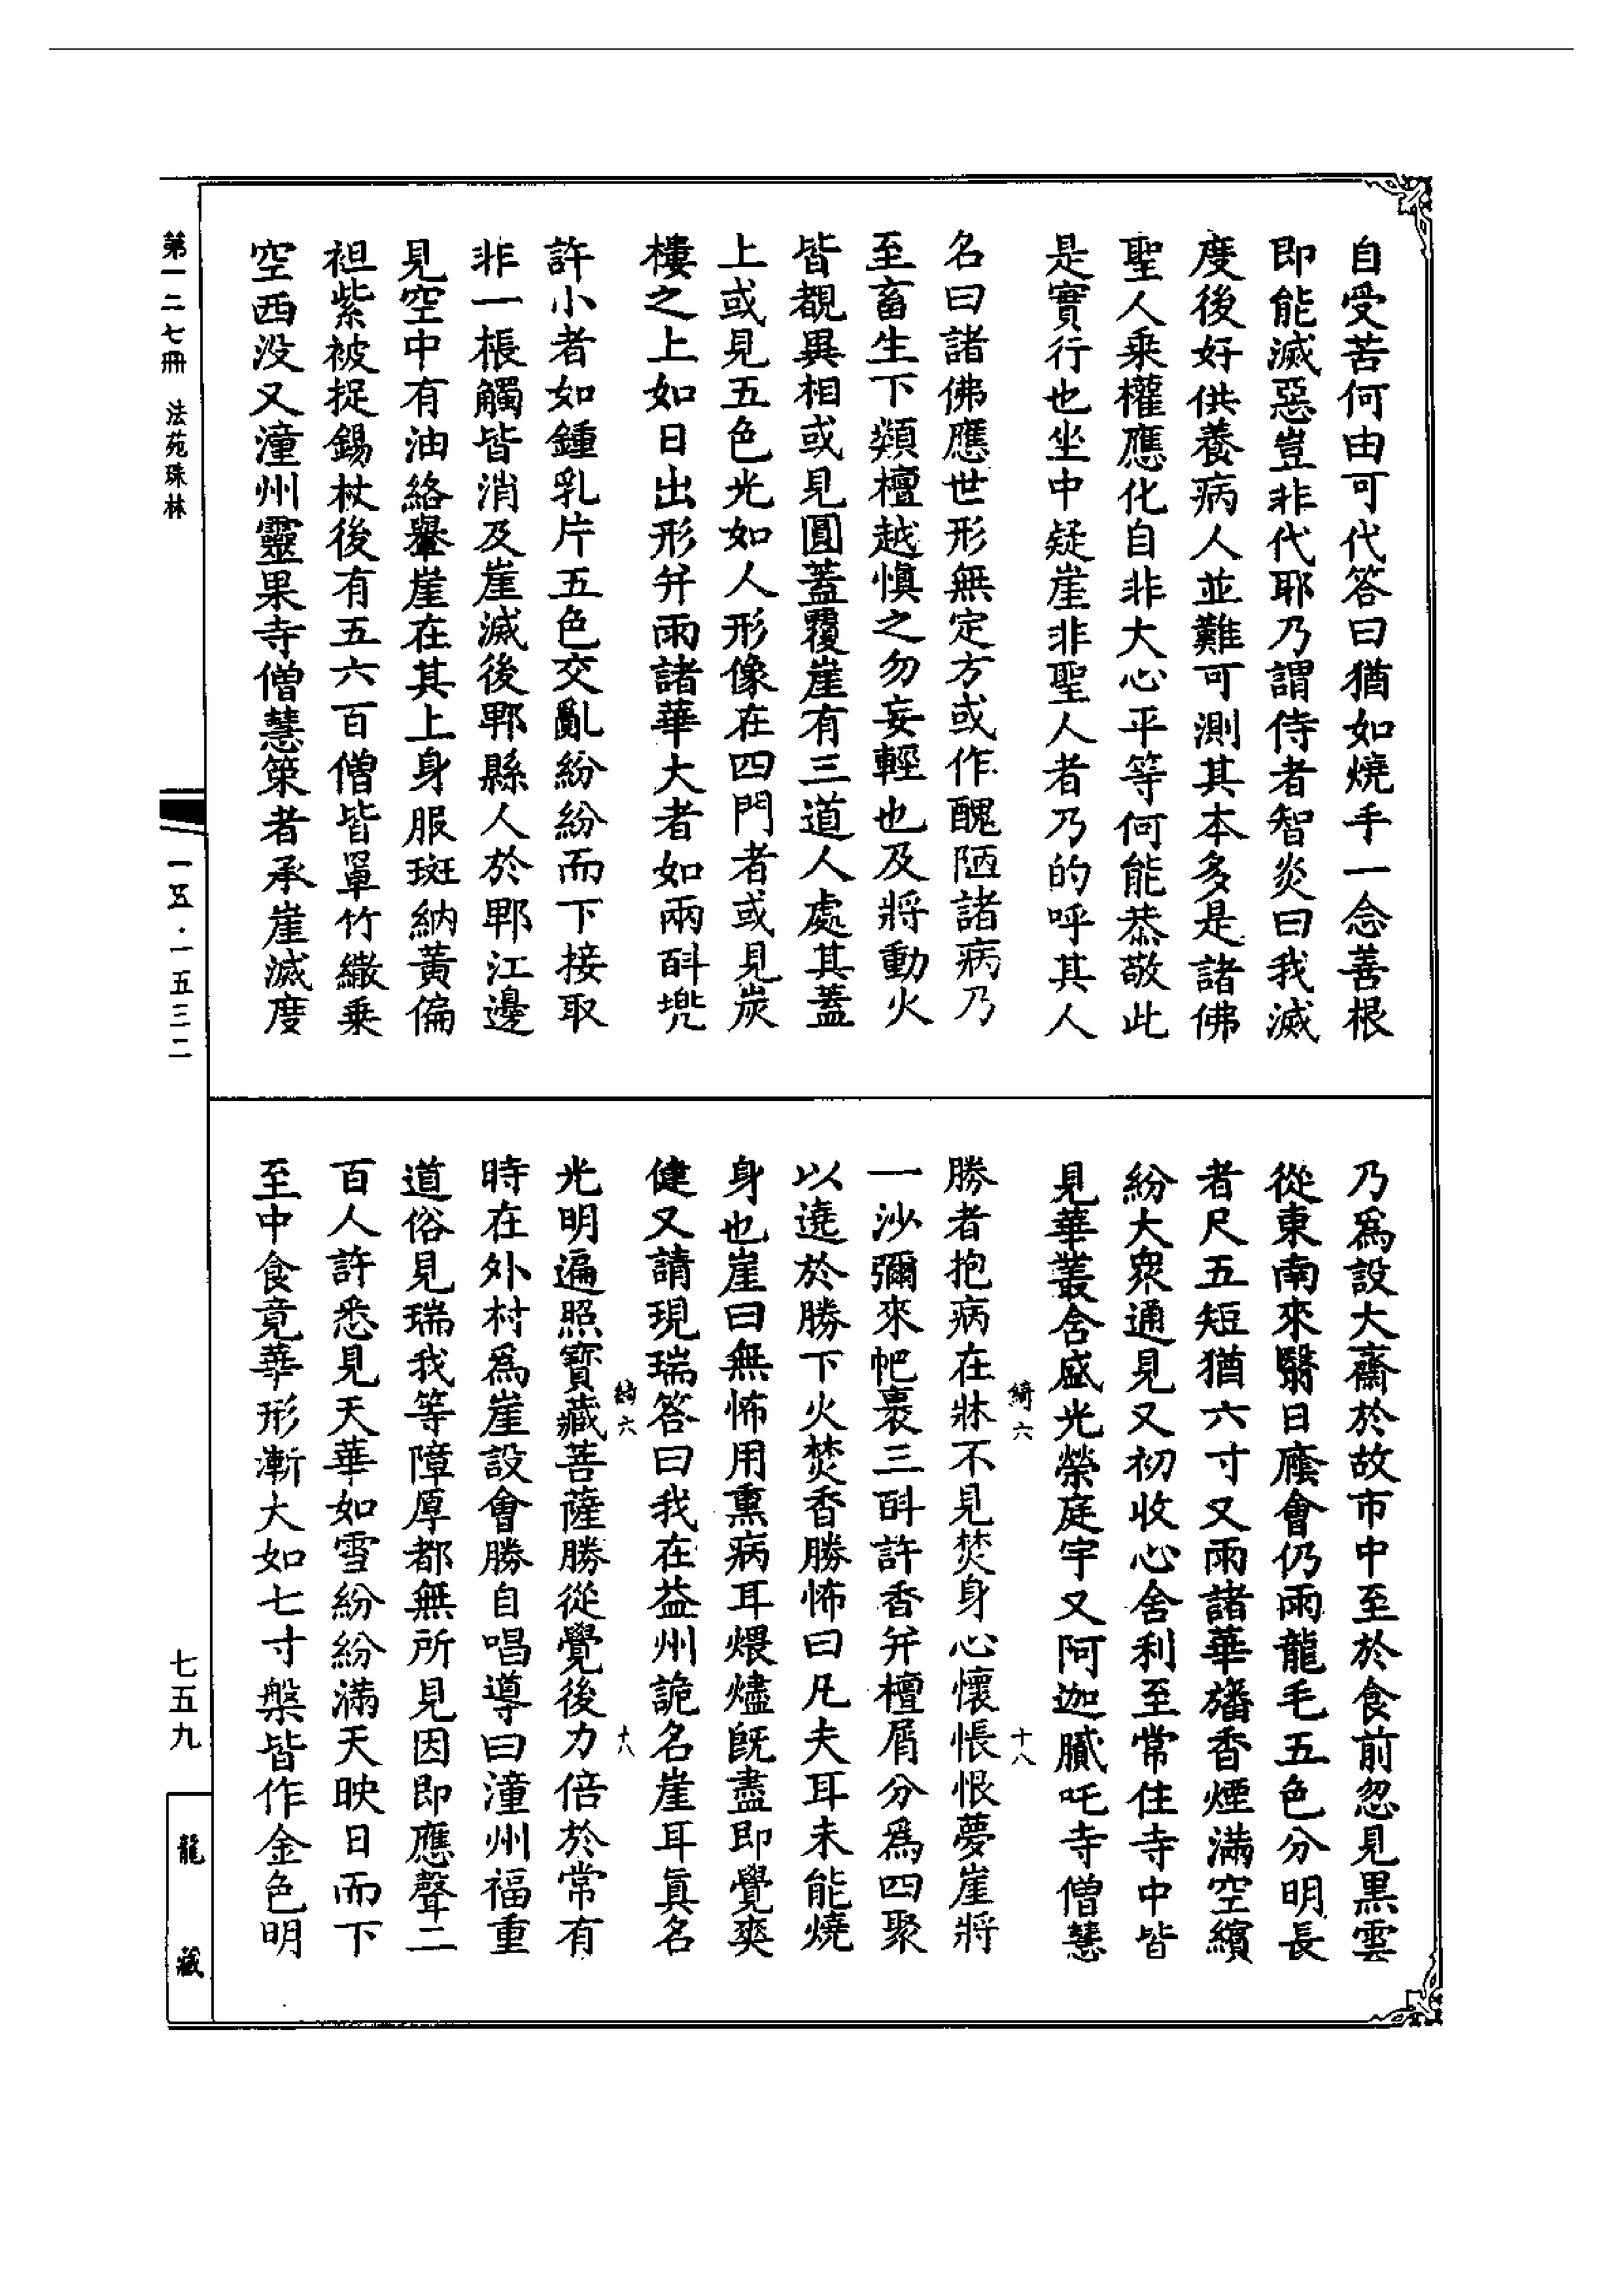 自受苦何由可代答曰猶如燒手一念善根
即能滅惡豈非代耶乃謂侍者智炎曰我滅
度後好供養病人並難可測其本多是諸佛
聖人乘權應化自非大心平等何能恭敬此
是實行也坐中疑崖非聖人者乃的呼其人
名曰諸佛應世形無定方或作醜陋諸病乃
至畜生下類檀越慎之勿妄輕也及將動火
皆覩異相或見圓蓋覆崖有三道人處其蓋
上或見五色光如人形像在四門者或見炭
樓之上如日出形并雨諸華大者如兩㪷兠
許小者如鍾乳片五色交亂紛紛而下接取
非一棖觸皆消及崖滅後郫縣人於郫江邊
見空中有油絡轝崖在其上身服斑納黃偏
袒紫被捉錫杖後有五六百僧皆罩竹繖乘
空西没又潼州靈果寺僧慧策者承崖滅度
乃爲設大齋於故市中至於食前忽見黑雲
從東南來翳日䕃會仍雨龍毛五色分明長
者尺五短猶六寸又雨諸華旛香煙滿空繽
紛大衆通見又初收心舍利至常住寺中皆
見華叢含盛光榮庭宇又阿迦膩吒寺僧慧
勝者抱病在牀不見焚身心懷悵恨夢崖將
一沙彌來帊裹三㪷許香并檀屑分爲四聚
以遶於勝下火焚香勝怖曰凡夫耳未能燒
身也崖曰無怖用熏病耳煨燼既盡即覺爽
健又請現瑞答曰我在益州詭名崖耳眞名
光明遍照寶藏菩薩勝從覺後力倍於常有
時在外村爲崖設會勝自唱導曰潼州福重
道俗見瑞我等障厚都無所見因即應聲二
百人許悉見天華如雪紛紛滿天映日而下
至中食竟華形漸大如七寸槃皆作金色明
綺六
十八
綺六
十八
第一二七冊 法苑珠林
一五·一五三二
七五九
龍藏